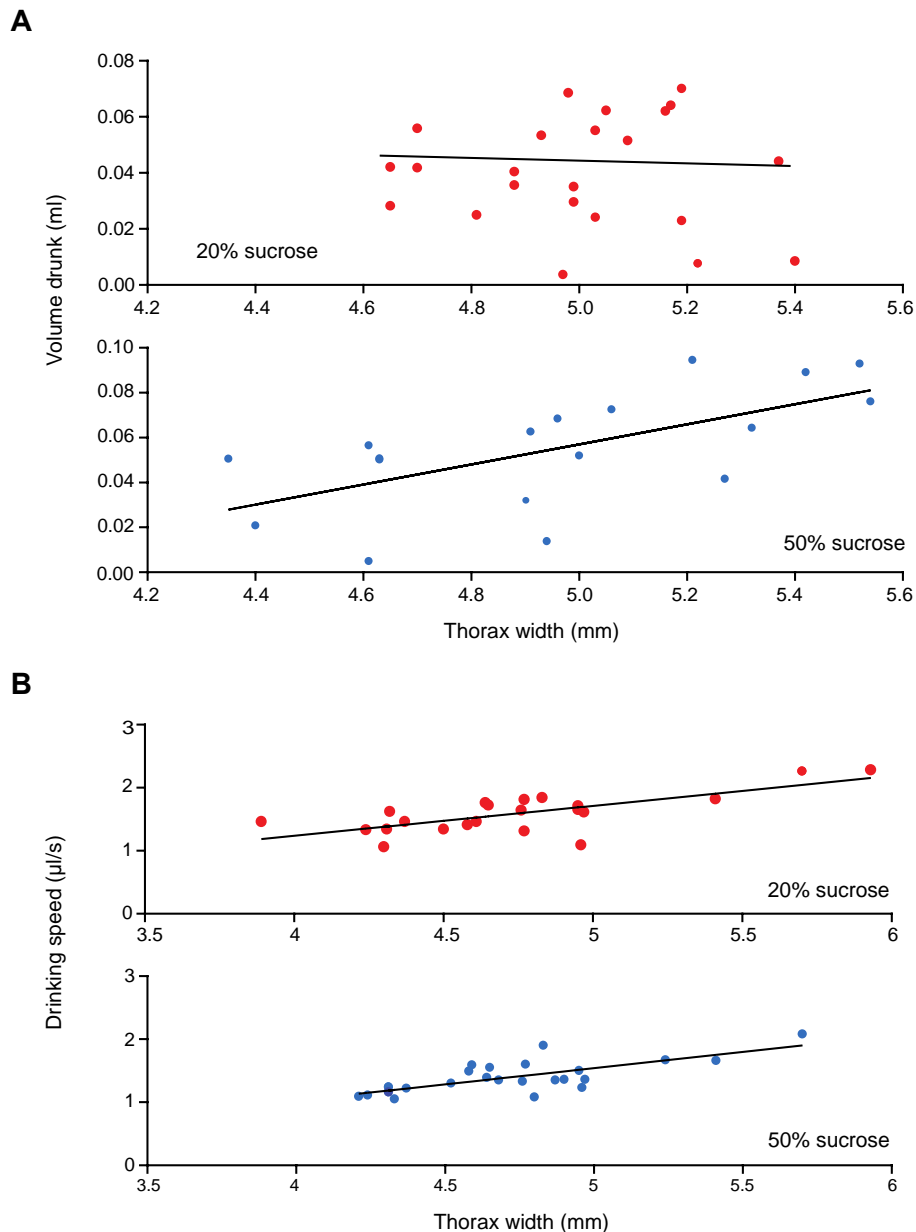 A
Volume drunk (ml)
0.08
0.06
0.04
0.02
0.00
20% sucrose
4.2 4.4 4.6 4.8 5.0 5.2 5.4 5.6
0.10
0.08
0.06
0.04
0.02
0.00
50% sucrose
4.2 4.4 4.6 4.8 5.0 5.2 5.4 5.6
Thorax width (mm)
B
Drinking speed (µl/s)
3
2
1
0
20% sucrose
3.5 4 4.5 5 5.5 6
3
2
1
0
50% sucrose
3.5 4 4.5 5 5.5 6
Thorax width (mm)